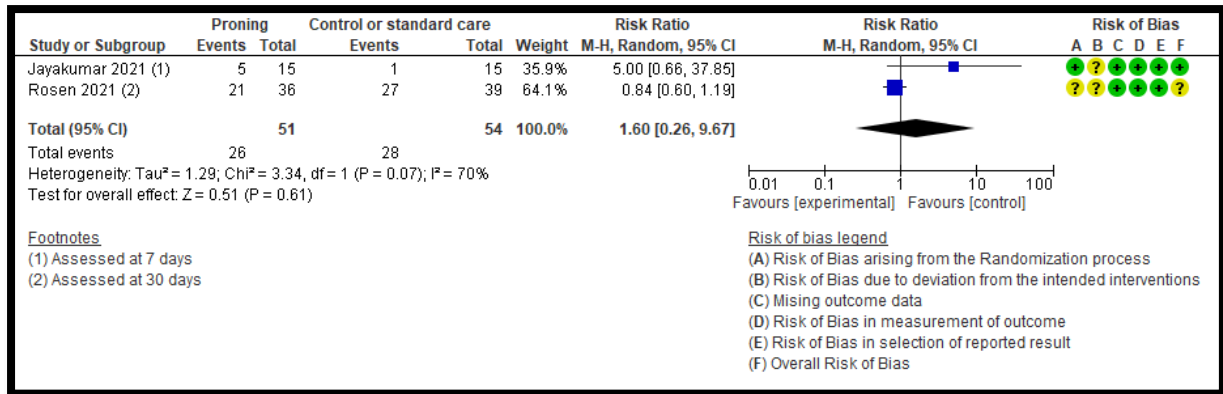 Proning Control or standard care Risk Ratio Risk Ratio Risk of Bias
Study or Subgroup Events Total Events Total Weight M-H, Random, 95% CI M-H, Random, 95% CI A B C D E F
Jayakumar 2021 (1) 5 15 1 15 35.9% 5.00 [0.66, 37.85] + ? + + + +
Rosen 2021 (2) 21 36 27 39 64.1% 0.84 [0.60, 1.19] ? ? + + + ?
Total (95% CI) 51 54 100.0% 1.60 [0.26, 9.67]
Total events 26 28
Heterogeneity: Tau² = 1.29; Chi² = 3.34, df = 1 (P = 0.07); I² = 70%
Test for overall effect: Z = 0.51 (P = 0.61)
0.01 0.1 1 10 100
Favours [experimental] Favours [control]
Footnotes
(1) Assessed at 7 days
(2) Assessed at 30 days
Risk of bias legend
(A) Risk of Bias arising from the Randomization process
(B) Risk of Bias due to deviation from the intended interventions
(C) Mising outcome data
(D) Risk of Bias in measurement of outcome
(E) Risk of Bias in selection of reported result
(F) Overall Risk of Bias